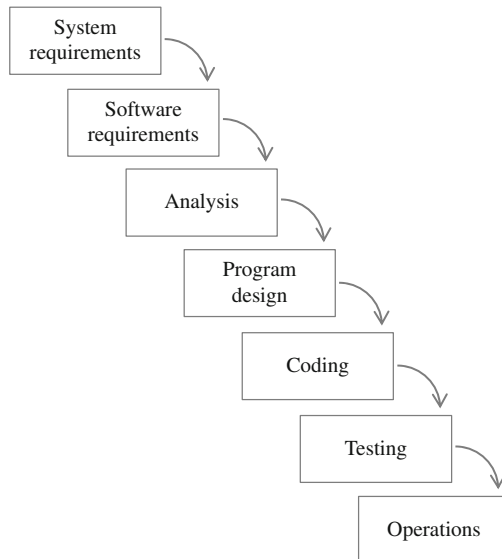 System
requirements
Software
requirements
Analysis
Program
design
Coding
Testing
Operations